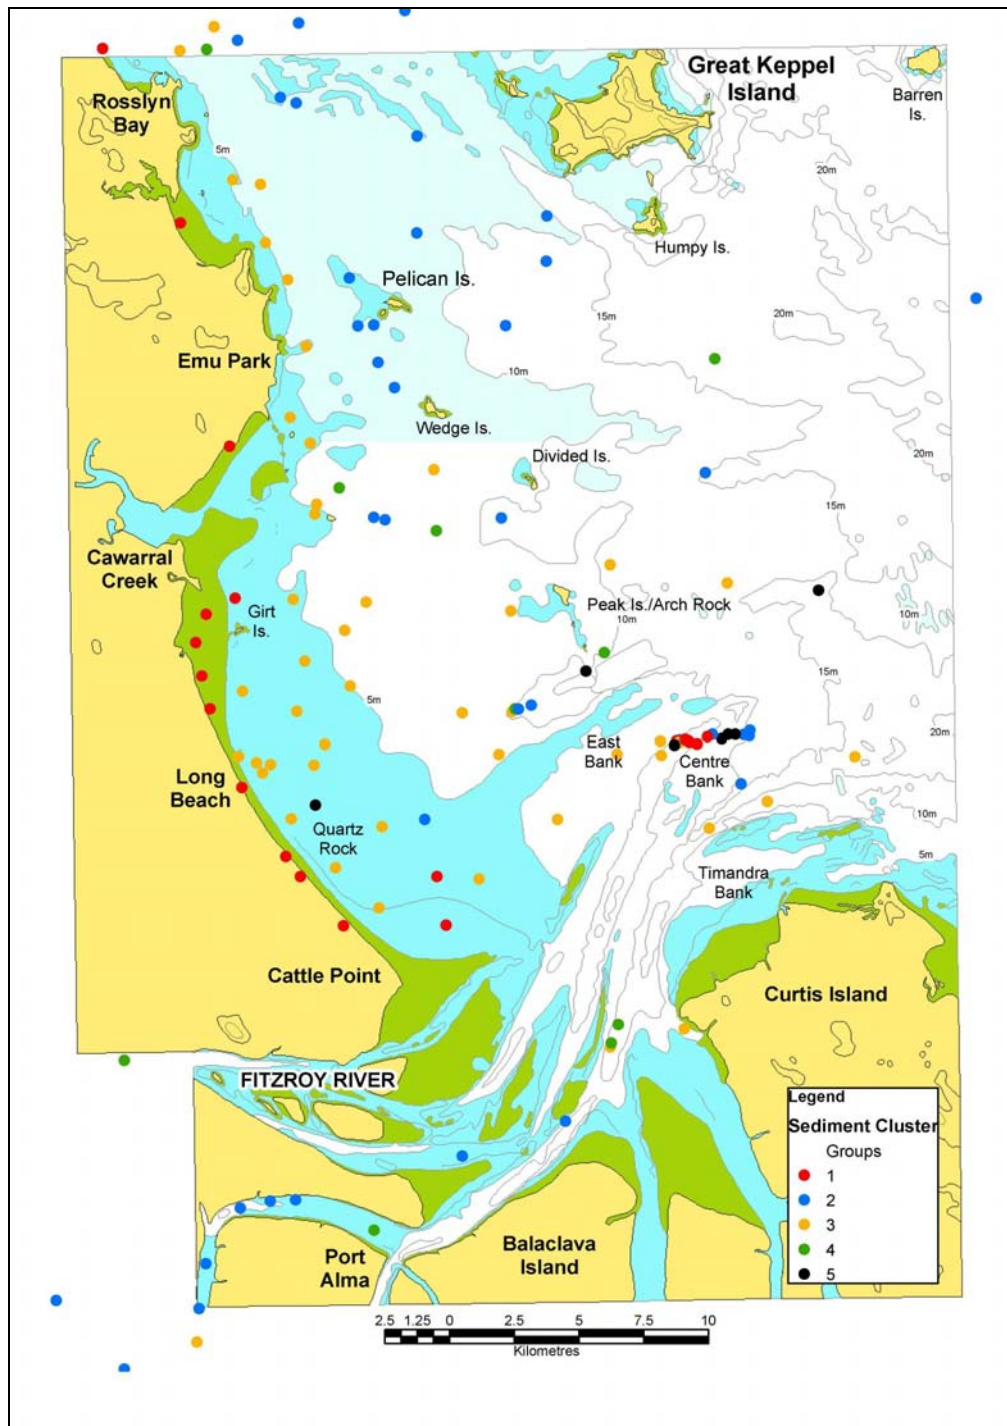 Great Keppel
Island
Barren
Is.
Rosslyn
Bay
5m
20m
Humpy Is.
Pelican Is.
15m
20m
Emu Park
10m
Wedge Is.
Divided Is.
20m
15m
Cawarral
Creek
Girt
Is.
Peak Is./Arch Rock
10m
10m
15m
5m
20m
East
Bank
Centre
Bank
Long
Beach
Quartz
Rock
10m
5m
Timandra
Bank
Cattle Point
Curtis Island
FITZROY RIVER
Legend
Sediment Cluster
Groups
1
2
3
4
5
Port
Alma
Balaclava
Island
2.5 1.25 0 2.5 5 7.5 10
Kilometres